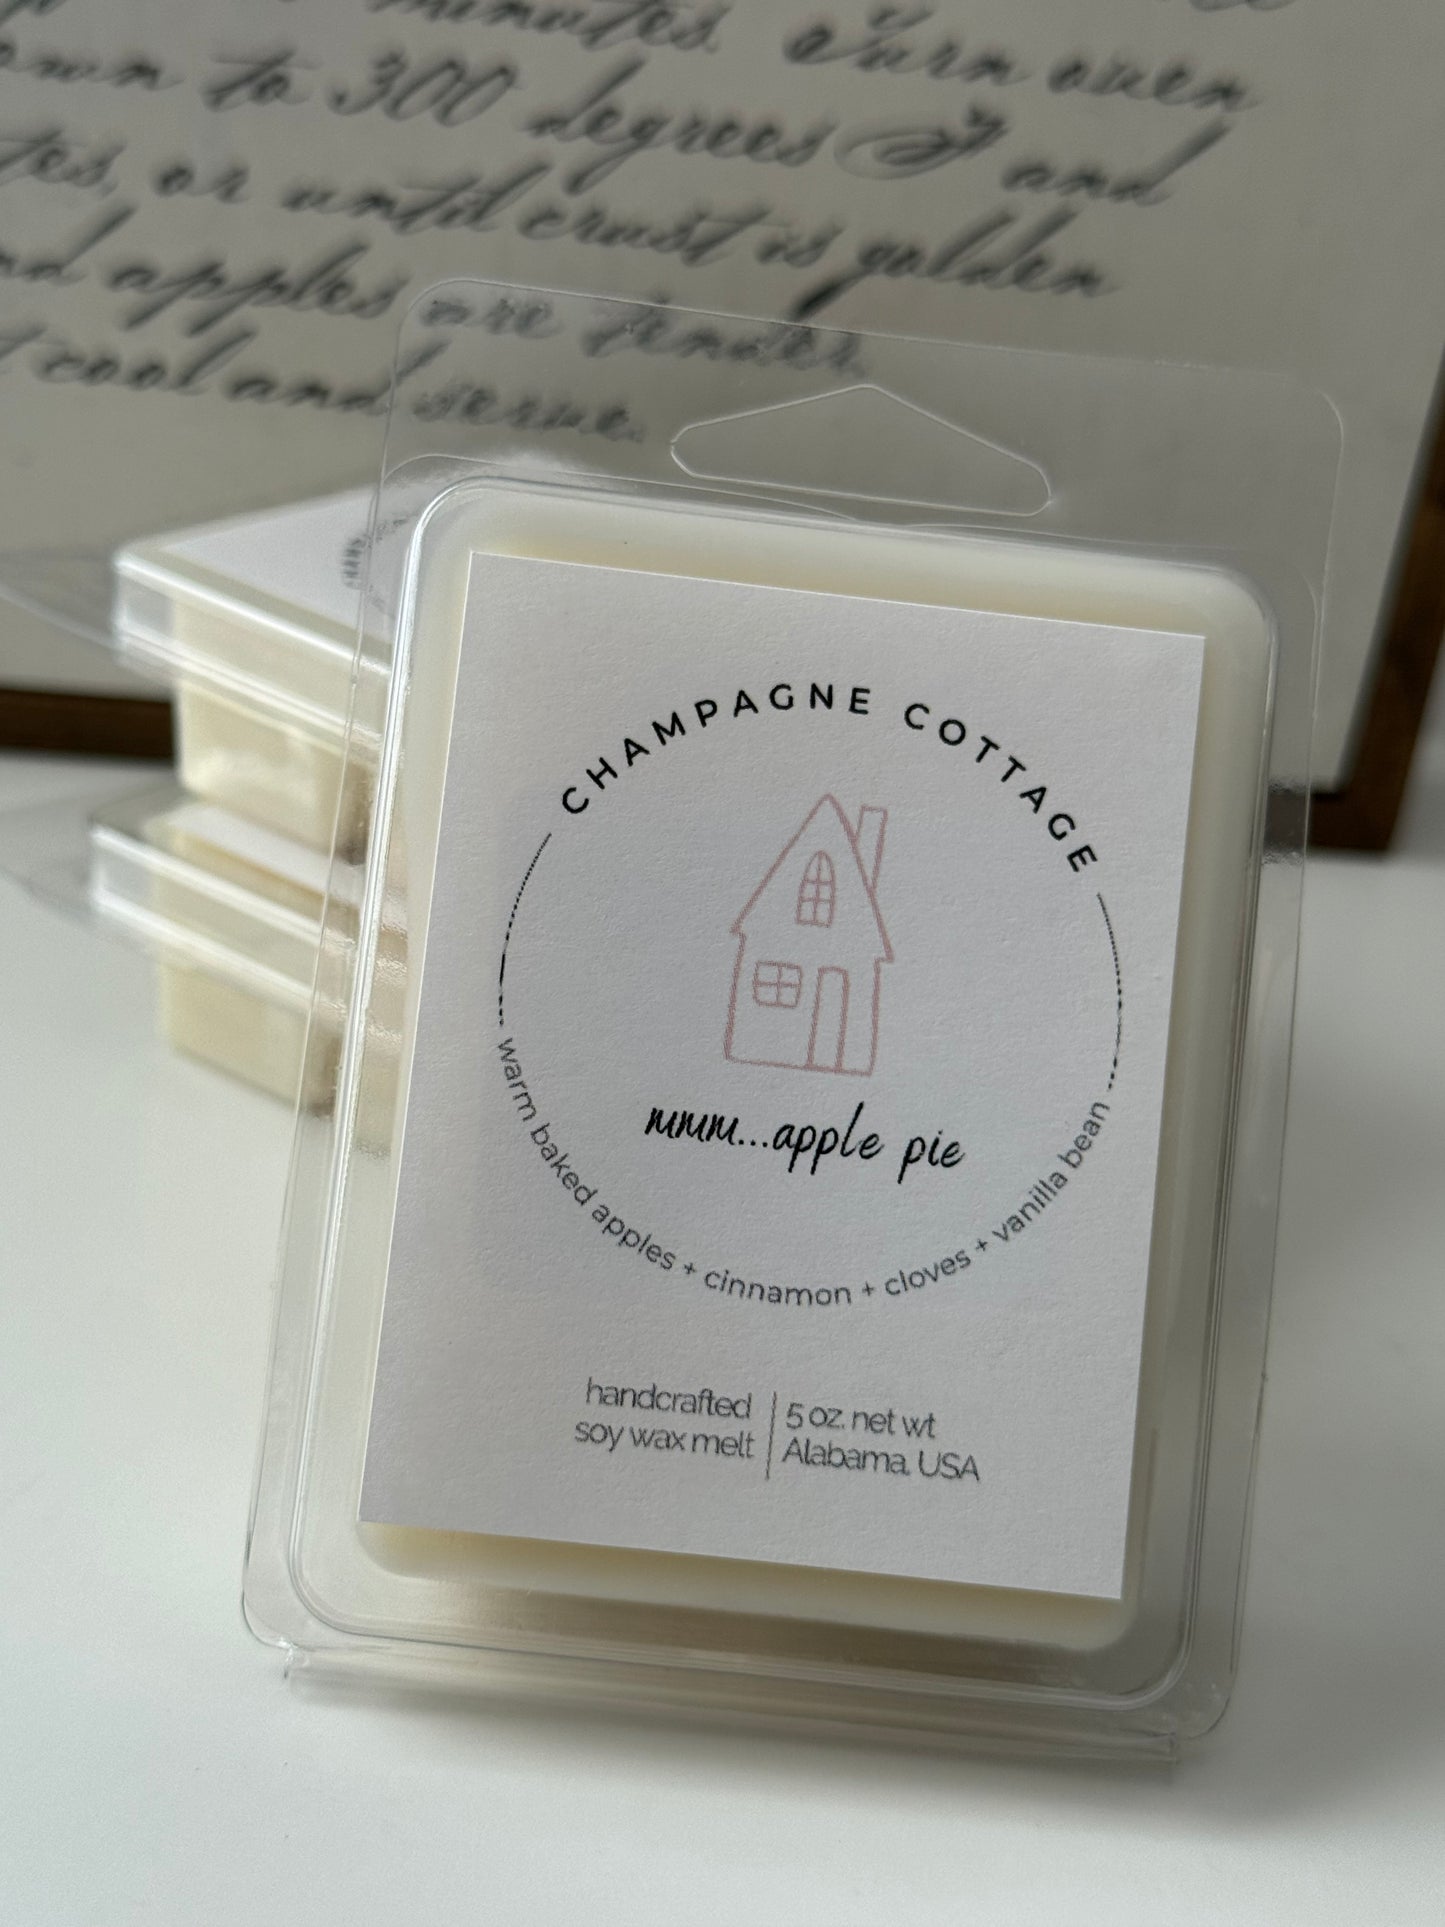 minutes. Turn oven
to 300 degrees F and
or until crust is golden
apples are tender.
cool and serve.
CHAMPAGNE COTTAGE
mmm...apple pie
warm baked apples + cinnamon + cloves + vanilla bean
handcrafted
soy wax melt
5 oz. net wt
Alabama, USA